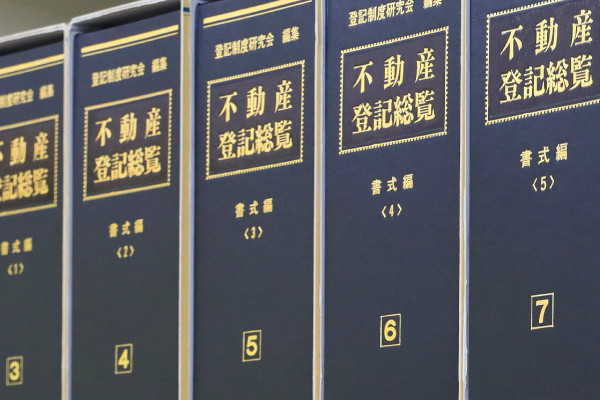 登記制度研究会 編集
不動産
登記総覧
書式編
〈1〉
3
登記制度研究会 編集
不動産
登記総覧
書式編
〈2〉
4
登記制度研究会 編集
不動産
登記総覧
書式編
〈3〉
5
登記制度研究会 編集
不動産
登記総覧
書式編
〈4〉
6
不動産
登記総覧
書式編
〈5〉
7